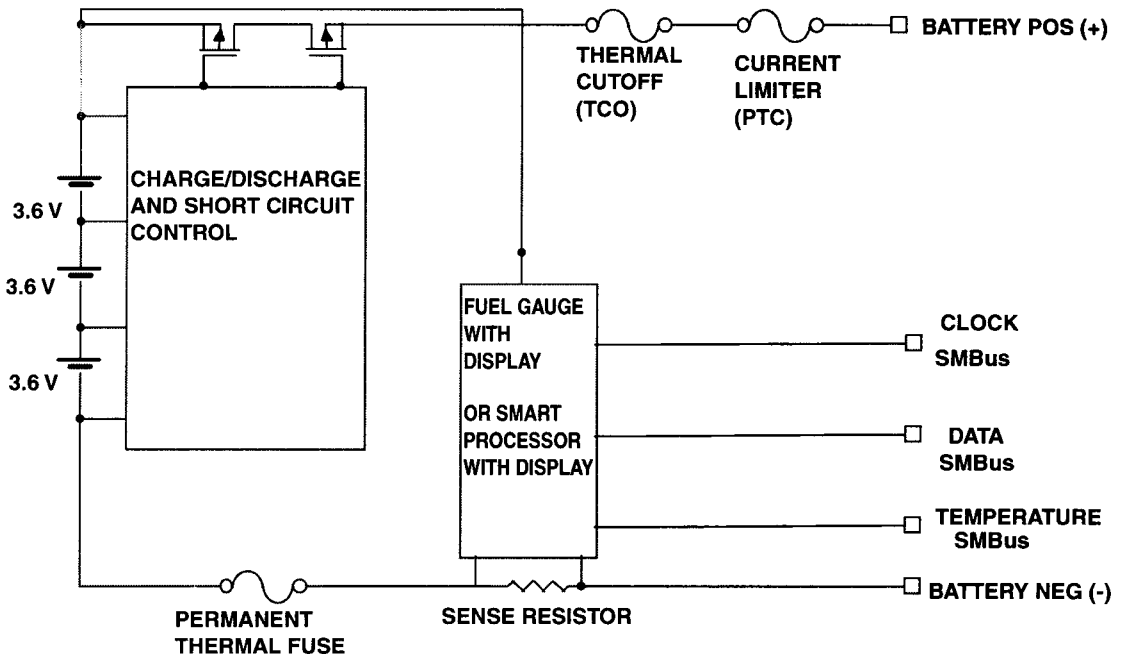 BATTERY POS (+)
THERMAL
CUTOFF
(TCO)
CURRENT
LIMITER
(PTC)
CHARGE/DISCHARGE
AND SHORT CIRCUIT
CONTROL
3.6 V
3.6 V
3.6 V
FUEL GAUGE
WITH
DISPLAY
OR SMART
PROCESSOR
WITH DISPLAY
CLOCK
SMBus
DATA
SMBus
TEMPERATURE
SMBus
BATTERY NEG (-)
SENSE RESISTOR
PERMANENT
THERMAL FUSE